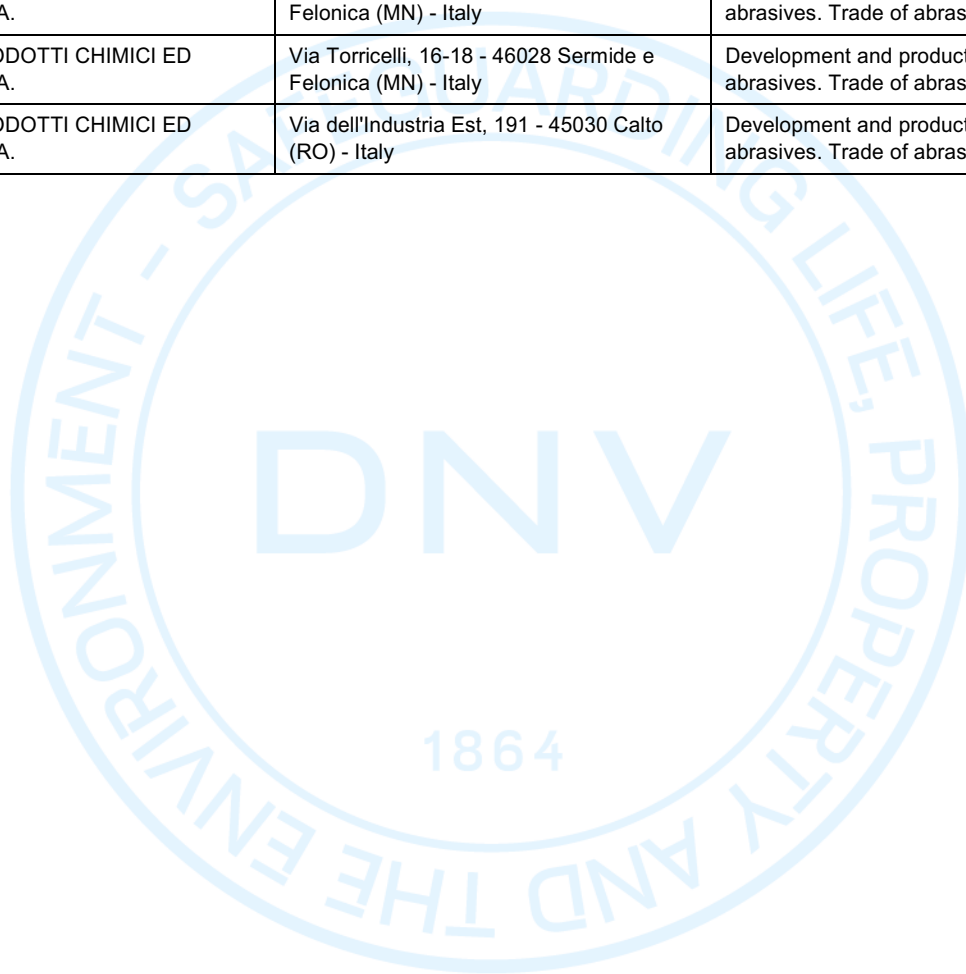 A.
Felonica (MN) - Italy
abrasives. Trade of abras
ODOTTI CHIMICI ED
A.
Via Torricelli, 16-18 - 46028 Sermide e
Felonica (MN) - Italy
Development and product
abrasives. Trade of abras
ODOTTI CHIMICI ED
A.
Via dell'Industria Est, 191 - 45030 Calto
(RO) - Italy
Development and product
abrasives. Trade of abras
SAFEGUARDING LIFE, PROPERTY AND THE ENVIRONMENT -
DNV
1864